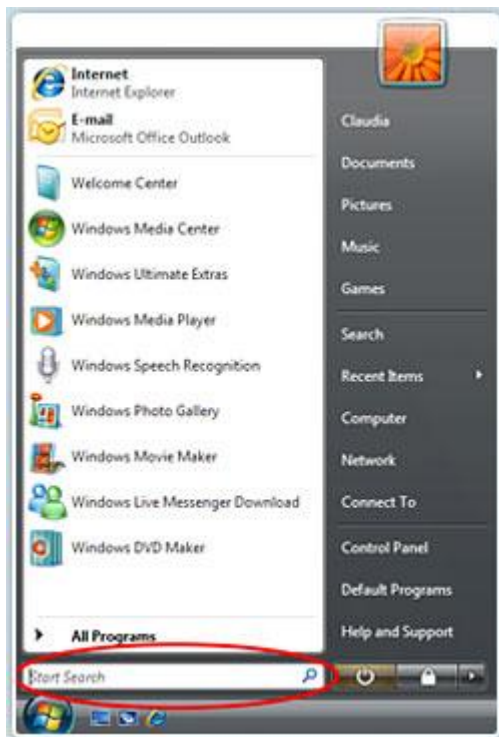 Internet
Internet Explorer
E-mail
Microsoft Office Outlook
Welcome Center
Windows Media Center
Windows Ultimate Extras
Windows Media Player
Windows Speech Recognition
Windows Photo Gallery
Windows Movie Maker
Windows Live Messenger Download
Windows DVD Maker
All Programs
Start Search
Claudia
Documents
Pictures
Music
Games
Search
Recent Items
Computer
Network
Connect To
Control Panel
Default Programs
Help and Support